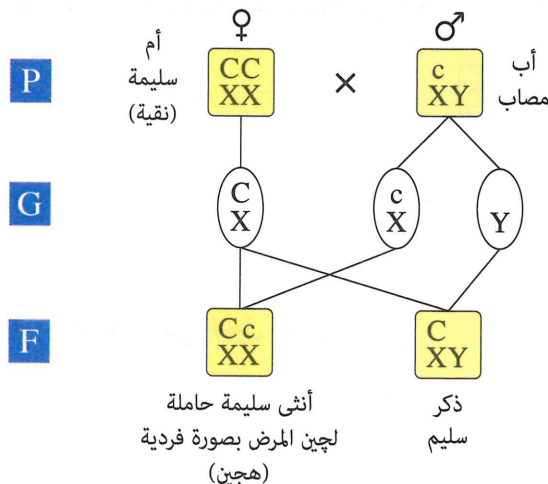 ♀ ♂
P
أم
سليمة
(نقية)
CC
XX
×
c
XY
أب
مصاب
G
C
X
c
X
Y
F
Cc
XX
C
XY
أنثى سليمة حاملة
لچين المرض بصورة فردية
(هجين)
ذكر
سليم